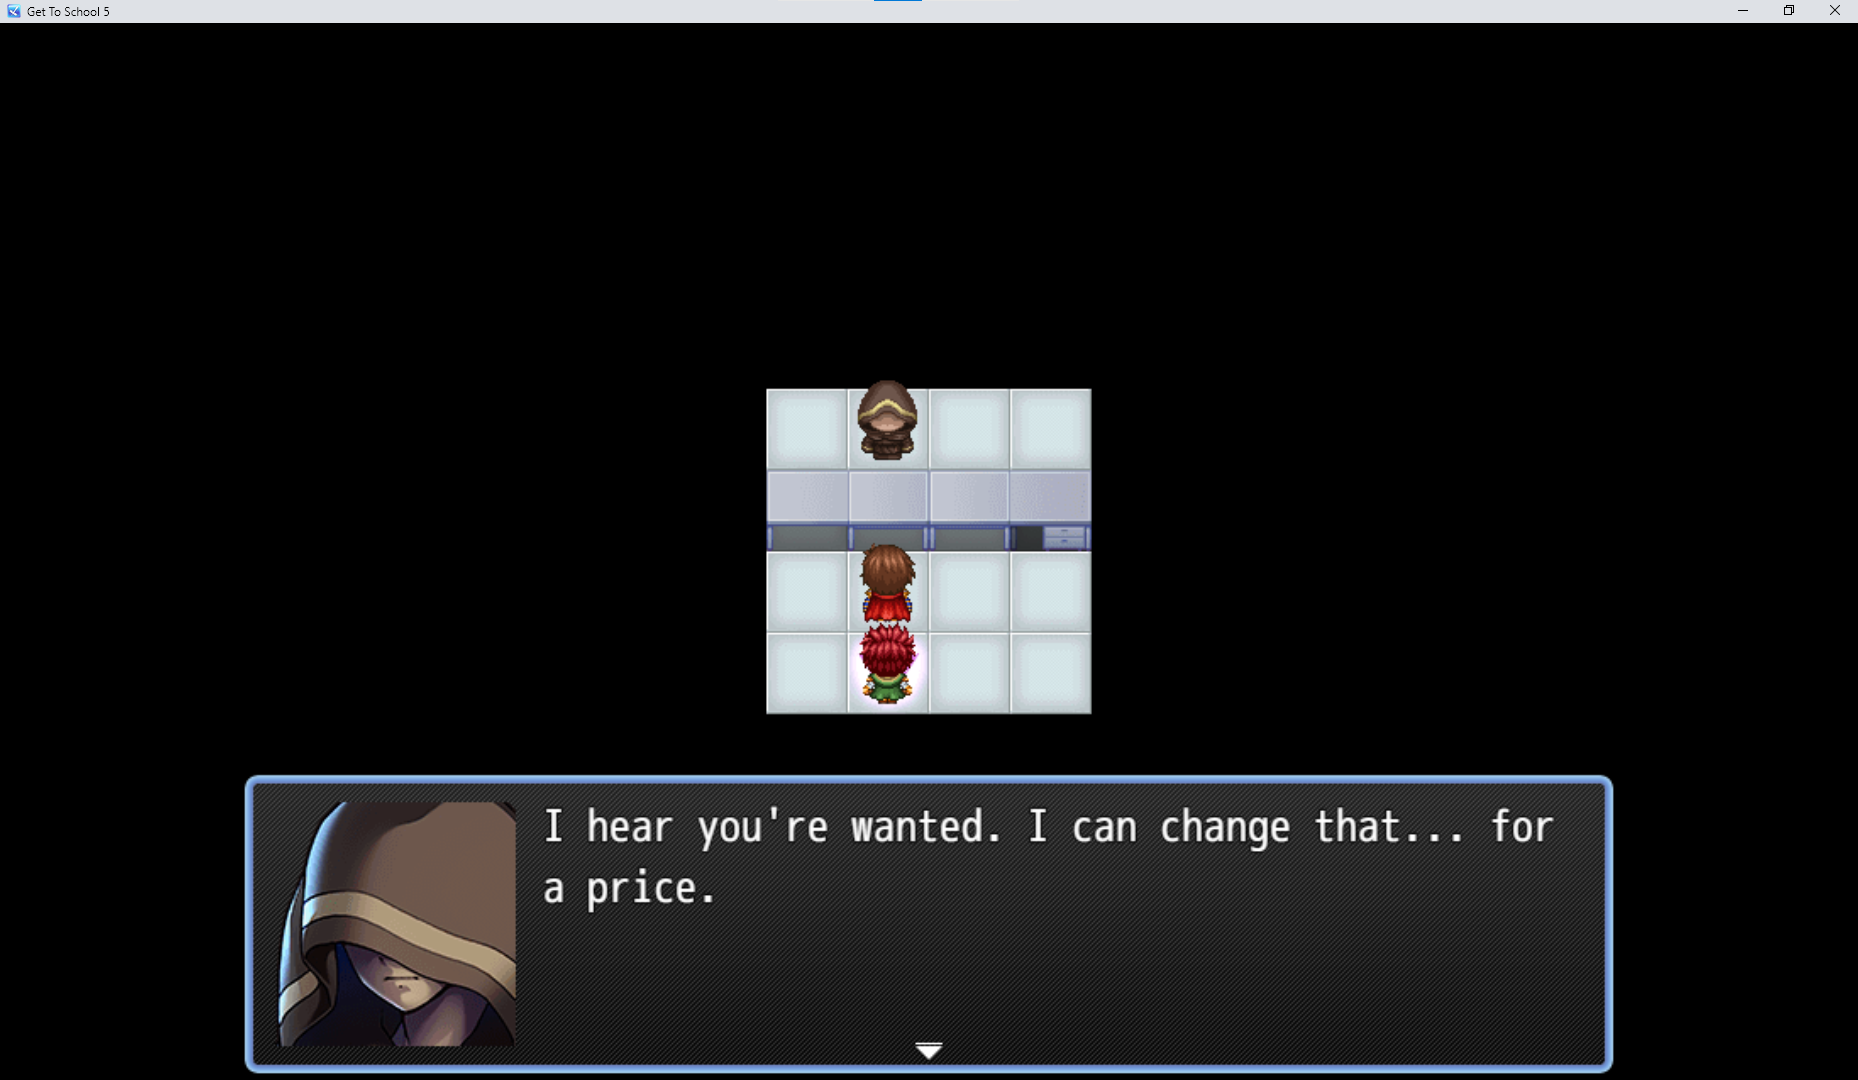 Get To School 5
I hear you're wanted. I can change that... for
a price.